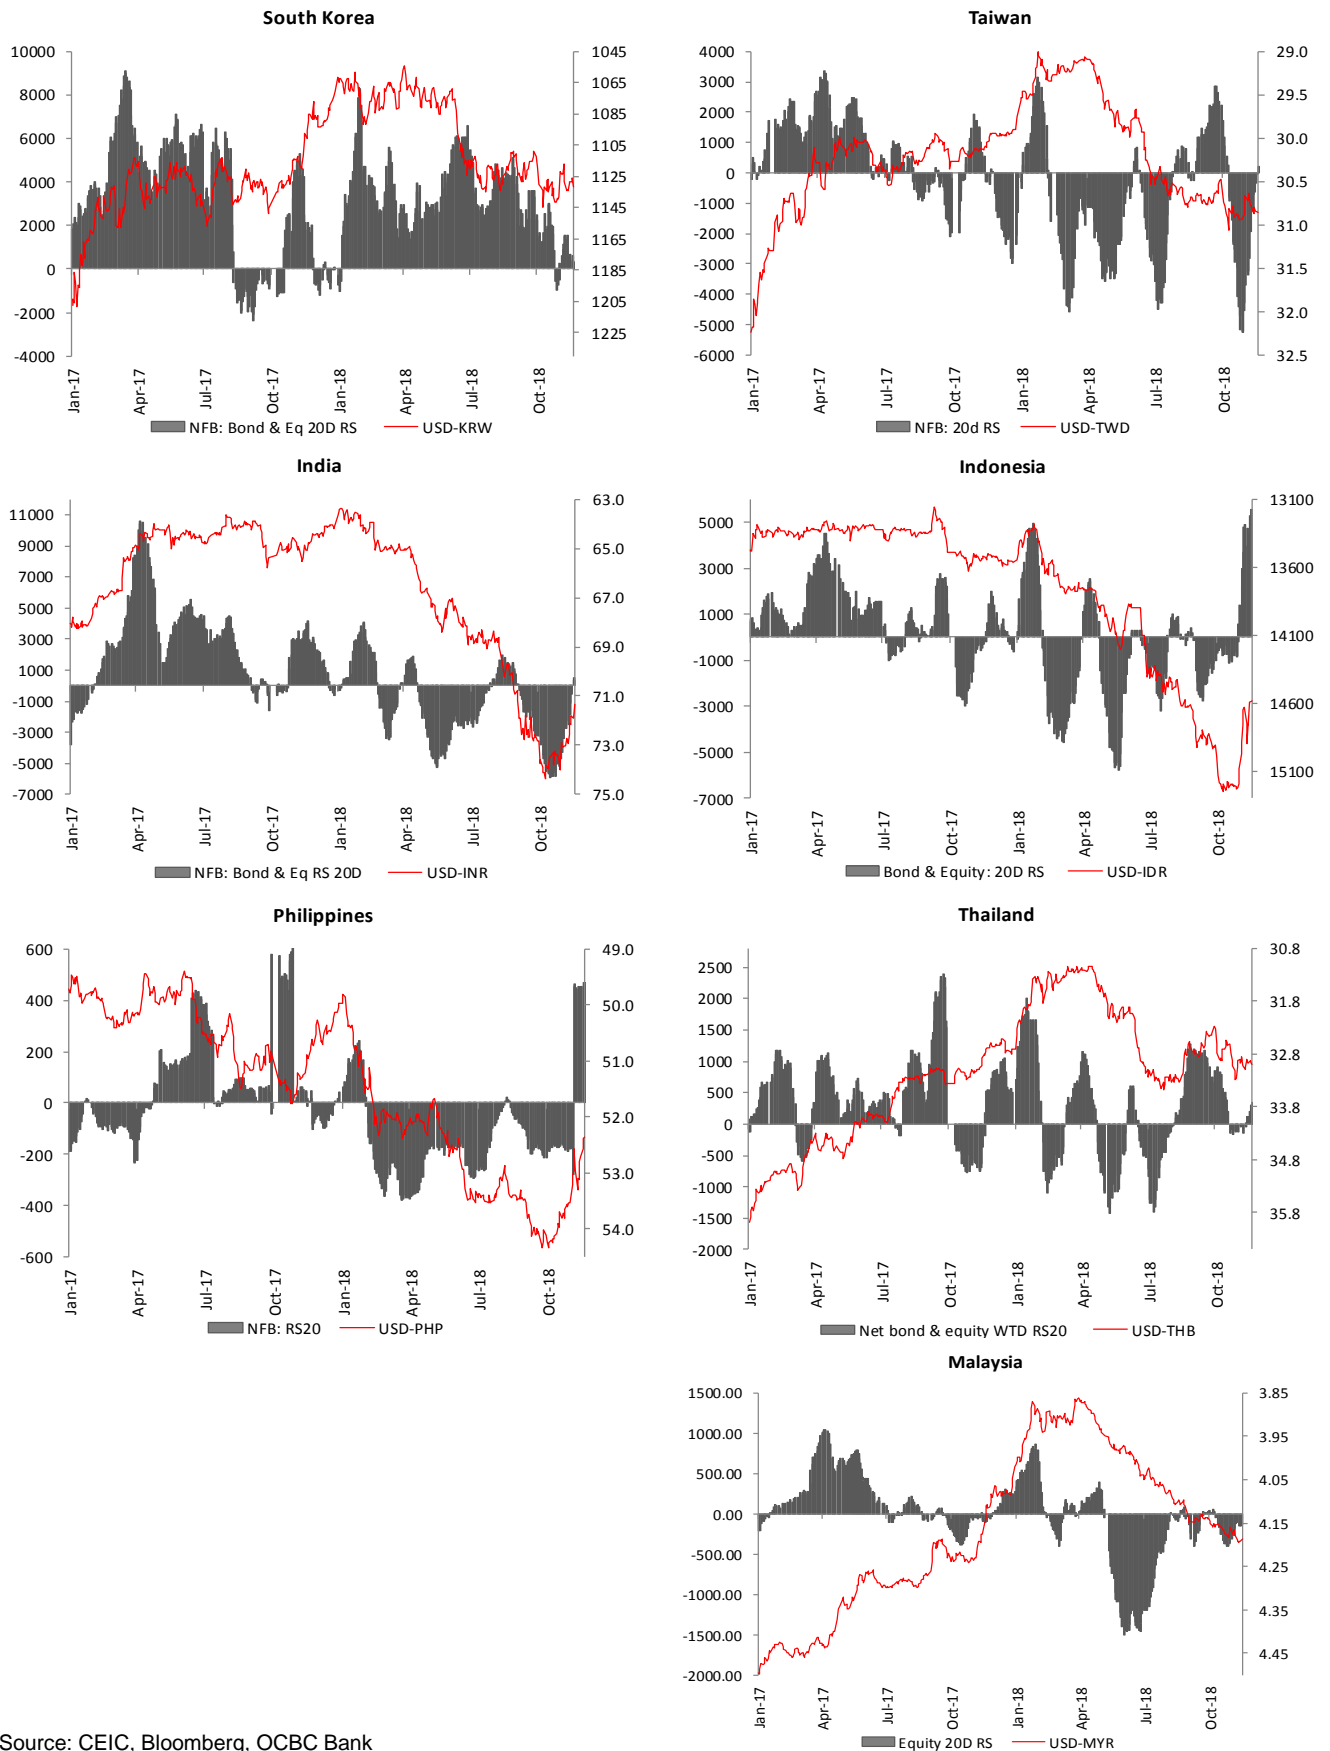 South Korea
10000
8000
6000
4000
2000
0
-2000
-4000
1045
1065
1085
1105
1125
1145
1165
1185
1205
1225
Jan-17
Apr-17
Jul-17
Oct-17
Jan-18
Apr-18
Jul-18
Oct-18
NFB: Bond & Eq 20D RS USD-KRW
Taiwan
4000
3000
2000
1000
0
-1000
-2000
-3000
-4000
-5000
-6000
29.0
29.5
30.0
30.5
31.0
31.5
32.0
32.5
Jan-17
Apr-17
Jul-17
Oct-17
Jan-18
Apr-18
Jul-18
Oct-18
NFB: 20d RS USD-TWD
India
11000
9000
7000
5000
3000
1000
-1000
-3000
-5000
-7000
63.0
65.0
67.0
69.0
71.0
73.0
75.0
Jan-17
Apr-17
Jul-17
Oct-17
Jan-18
Apr-18
Jul-18
Oct-18
NFB: Bond & Eq RS 20D USD-INR
Indonesia
5000
3000
1000
-1000
-3000
-5000
-7000
13100
13600
14100
14600
15100
Jan-17
Apr-17
Jul-17
Oct-17
Jan-18
Apr-18
Jul-18
Oct-18
Bond & Equity: 20D RS USD-IDR
Philippines
600
400
200
0
-200
-400
-600
49.0
50.0
51.0
52.0
53.0
54.0
Jan-17
Apr-17
Jul-17
Oct-17
Jan-18
Apr-18
Jul-18
Oct-18
NFB: RS20 USD-PHP
Thailand
2500
2000
1500
1000
500
0
-500
-1000
-1500
-2000
30.8
31.8
32.8
33.8
34.8
35.8
Jan-17
Apr-17
Jul-17
Oct-17
Jan-18
Apr-18
Jul-18
Oct-18
Net bond & equity WTD RS20 USD-THB
Malaysia
1500.00
1000.00
500.00
0.00
-500.00
-1000.00
-1500.00
-2000.00
3.85
3.95
4.05
4.15
4.25
4.35
4.45
Jan-17
Apr-17
Jul-17
Oct-17
Jan-18
Apr-18
Jul-18
Oct-18
Equity 20D RS USD-MYR
Source: CEIC, Bloomberg, OCBC Bank